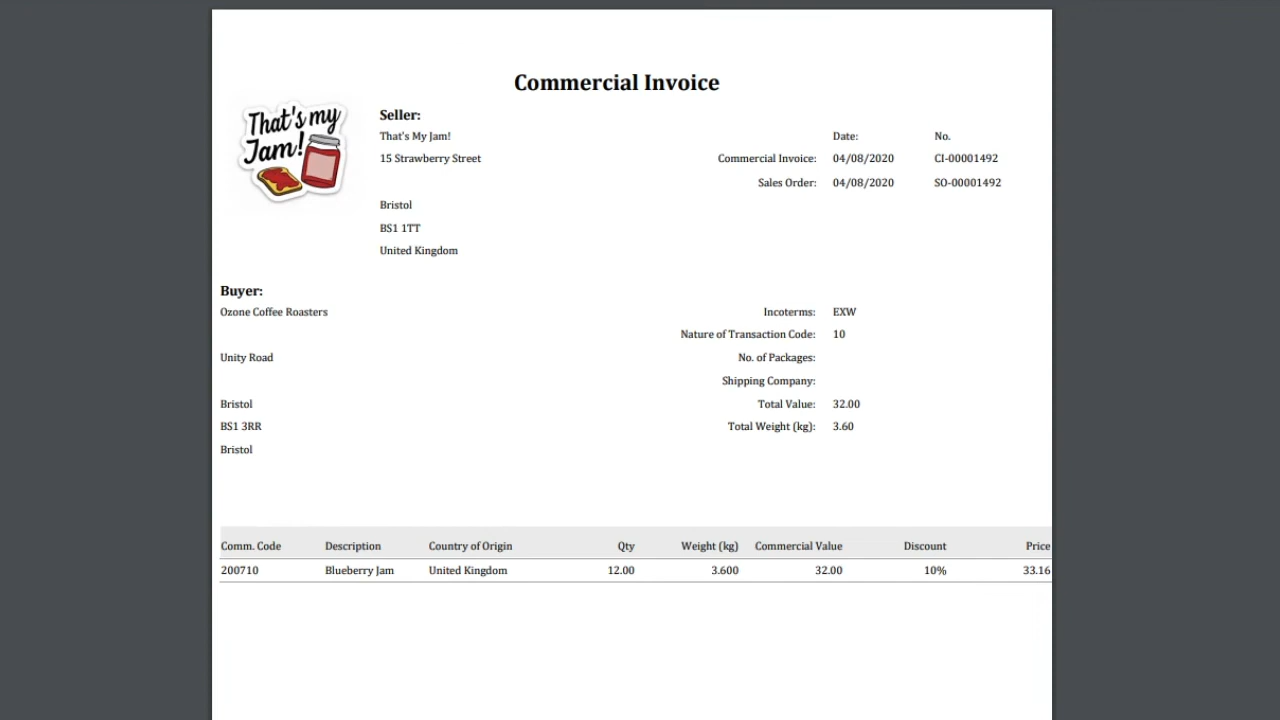 Commercial Invoice
That's my
Jam!
Seller:
That's My Jam!
15 Strawberry Street
Bristol
BS1 1TT
United Kingdom
Date: No.
Commercial Invoice: 04/08/2020 CI-00001492
Sales Order: 04/08/2020 SO-00001492
Buyer:
Ozone Coffee Roasters
Unity Road
Bristol
BS1 3RR
Bristol
Incoterms: EXW
Nature of Transaction Code: 10
No. of Packages:
Shipping Company:
Total Value: 32.00
Total Weight (kg): 3.60
Comm. Code Description Country of Origin Qty Weight (kg) Commercial Value Discount Price
200710 Blueberry Jam United Kingdom 12.00 3.600 32.00 10% 33.16